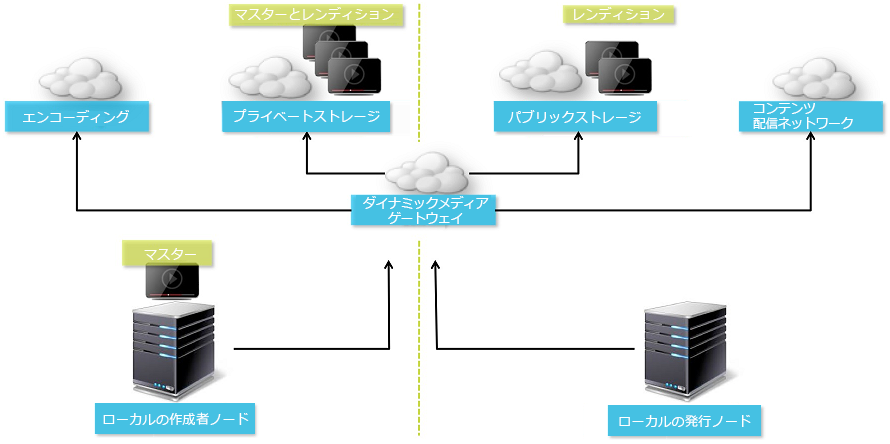 マスターとレンディション
レンディション
エンコーディング
プライベートストレージ
パブリックストレージ
コンテンツ
配信ネットワーク
ダイナミックメディア
ゲートウェイ
マスター
ローカルの作成者ノード
ローカルの発行ノード